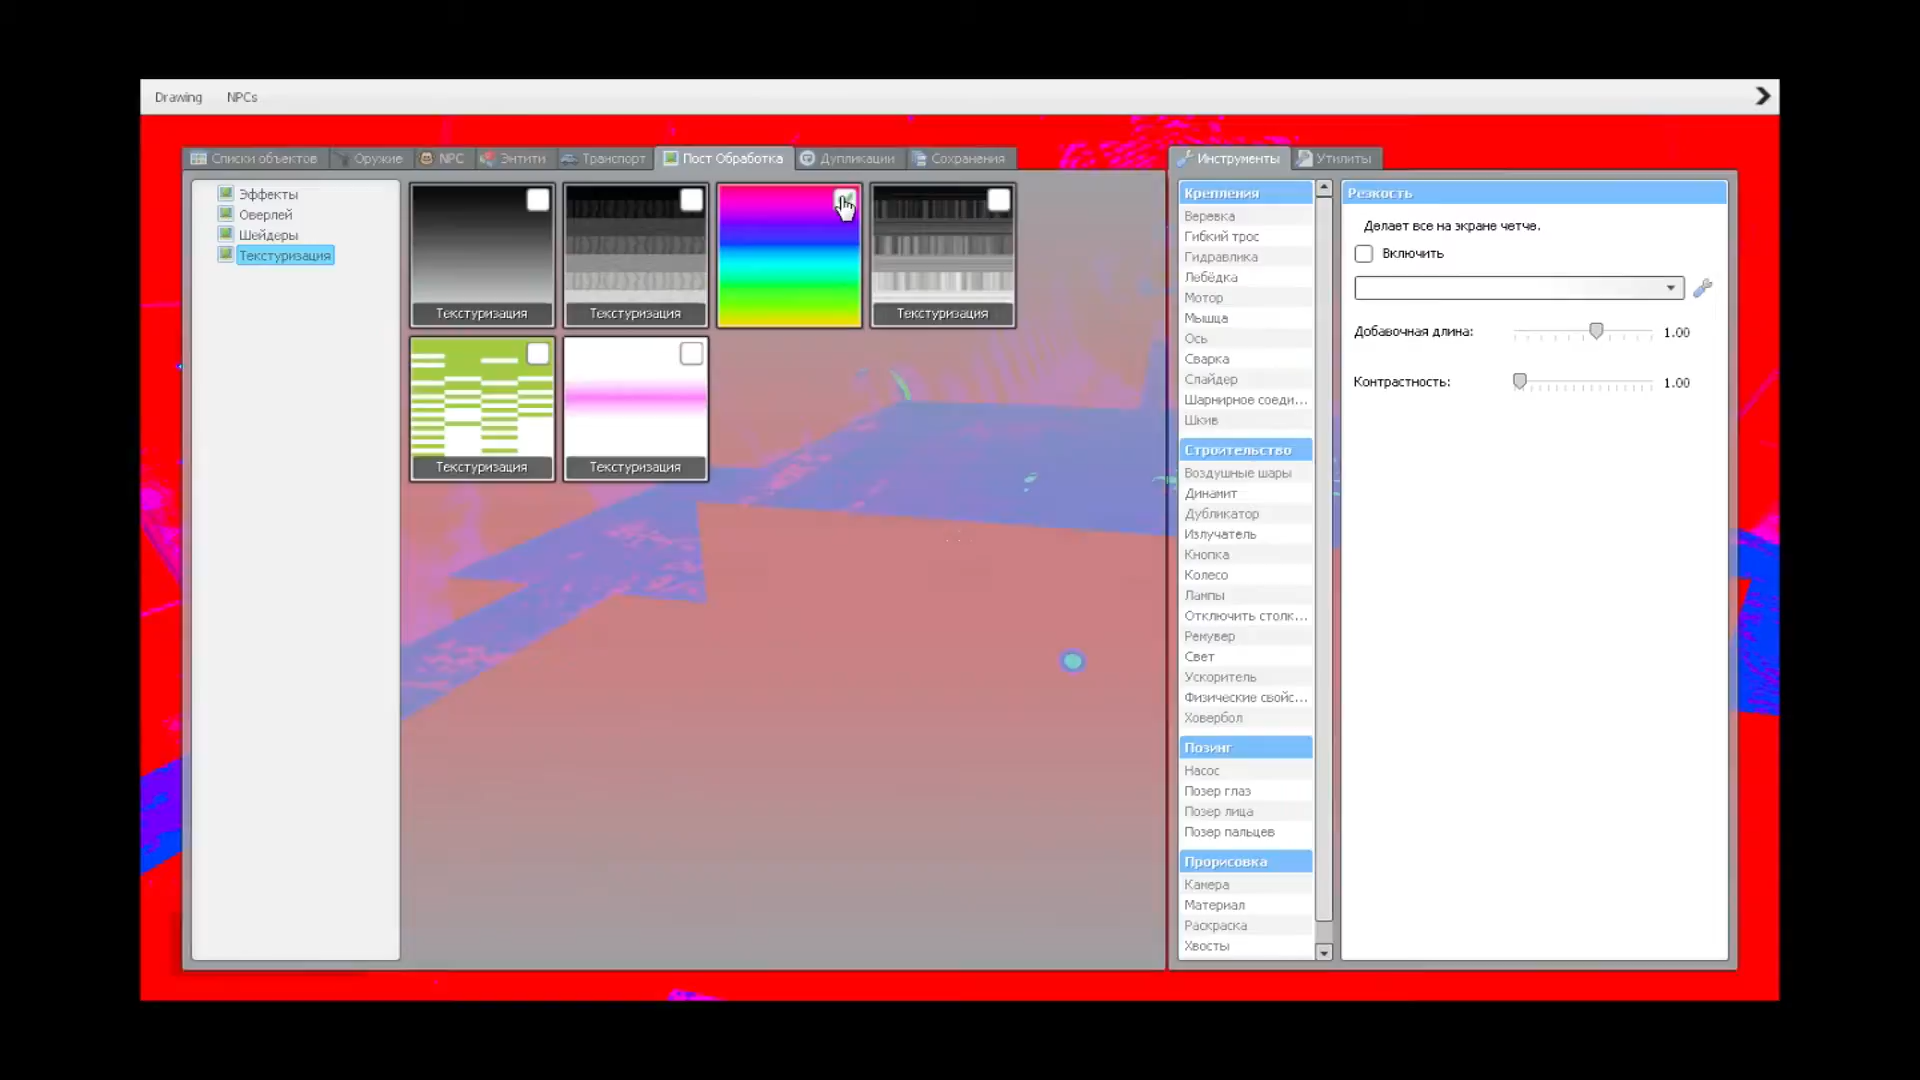 Drawing NPCs
Списки объектов Оружие NPC Энтити Транспорт Пост Обработка Дупликации Сохранения
Эффекты
Оверлей
Шейдеры
Текстуризация
Текстуризация Текстуризация Текстуризация
Текстуризация Текстуризация
Инструменты Утилиты
Крепления
Веревка
Гибкий трос
Гидравлика
Лебёдка
Мотор
Мышца
Ось
Сварка
Слайдер
Шарнирное соеди...
Шкив
Строительство
Воздушные шары
Динамит
Дубликатор
Излучатель
Кнопка
Колесо
Лампы
Отключить столк...
Ремувер
Свет
Ускоритель
Физические свойс...
Ховербол
Позинг
Насос
Позер глаз
Позер лица
Позер пальцев
Прорисовка
Камера
Материал
Раскраска
Хвосты
Резкость
Делает все на экране четче.
Включить
Добавочная длина: 1.00
Контрастность: 1.00